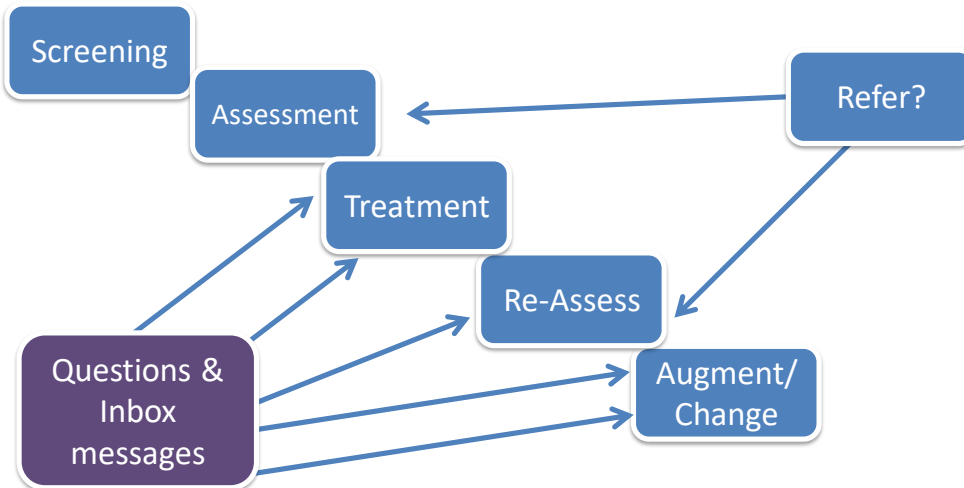 Screening
Assessment
Refer?
Treatment
Re-Assess
Questions &
Inbox
messages
Augment/
Change